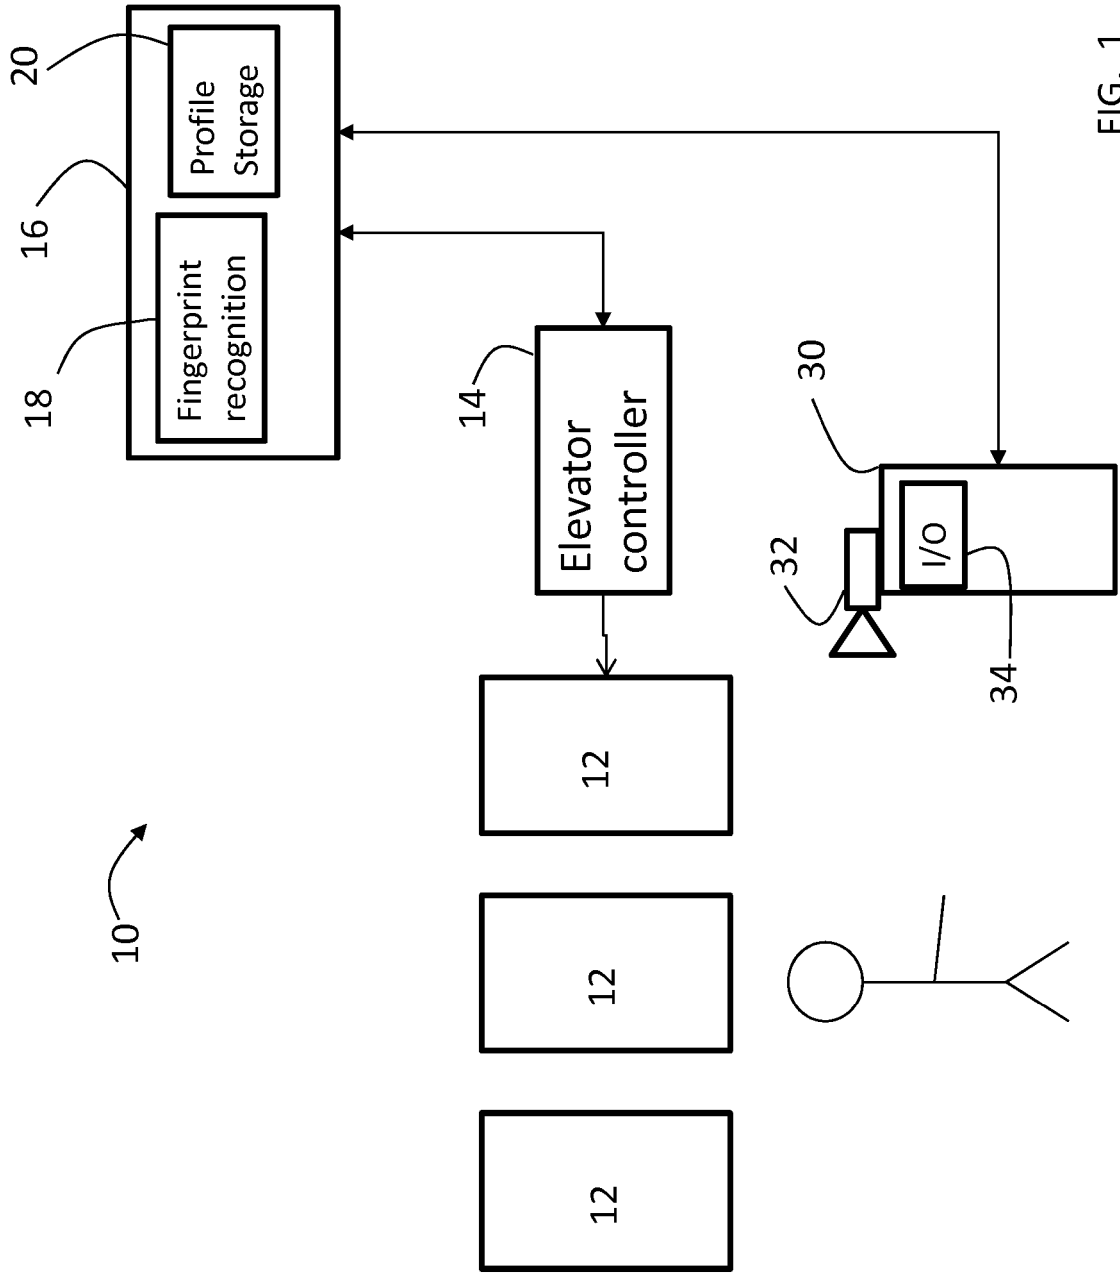 20
16
18
Profile
Storage
Fingerprint
recognition
14
Elevator
controller
10
12
12
12
30
32
I/O
34
FIG. 1